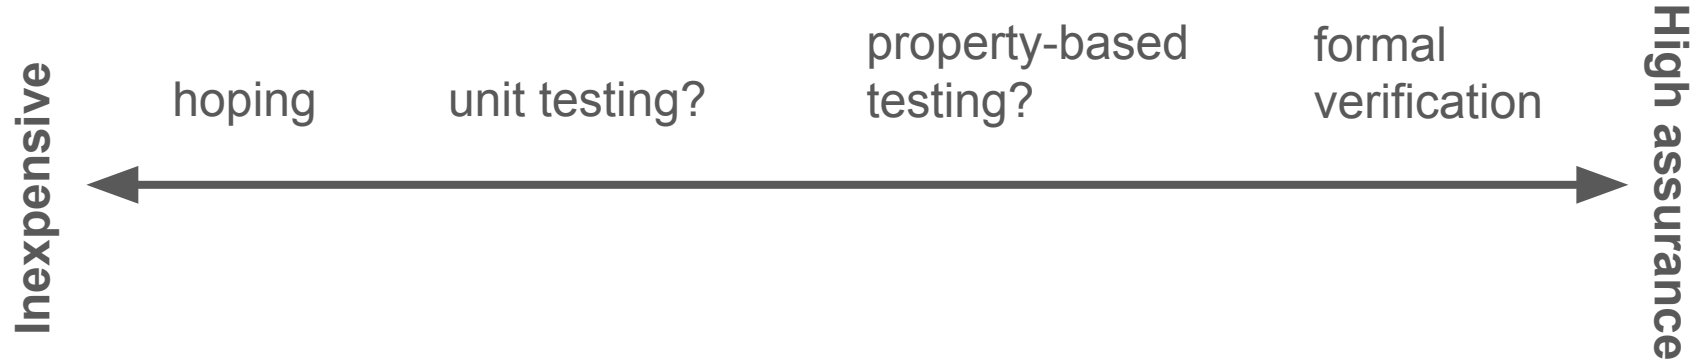 Inexpensive
hoping
unit testing?
property-based
testing?
formal
verification
High assurance